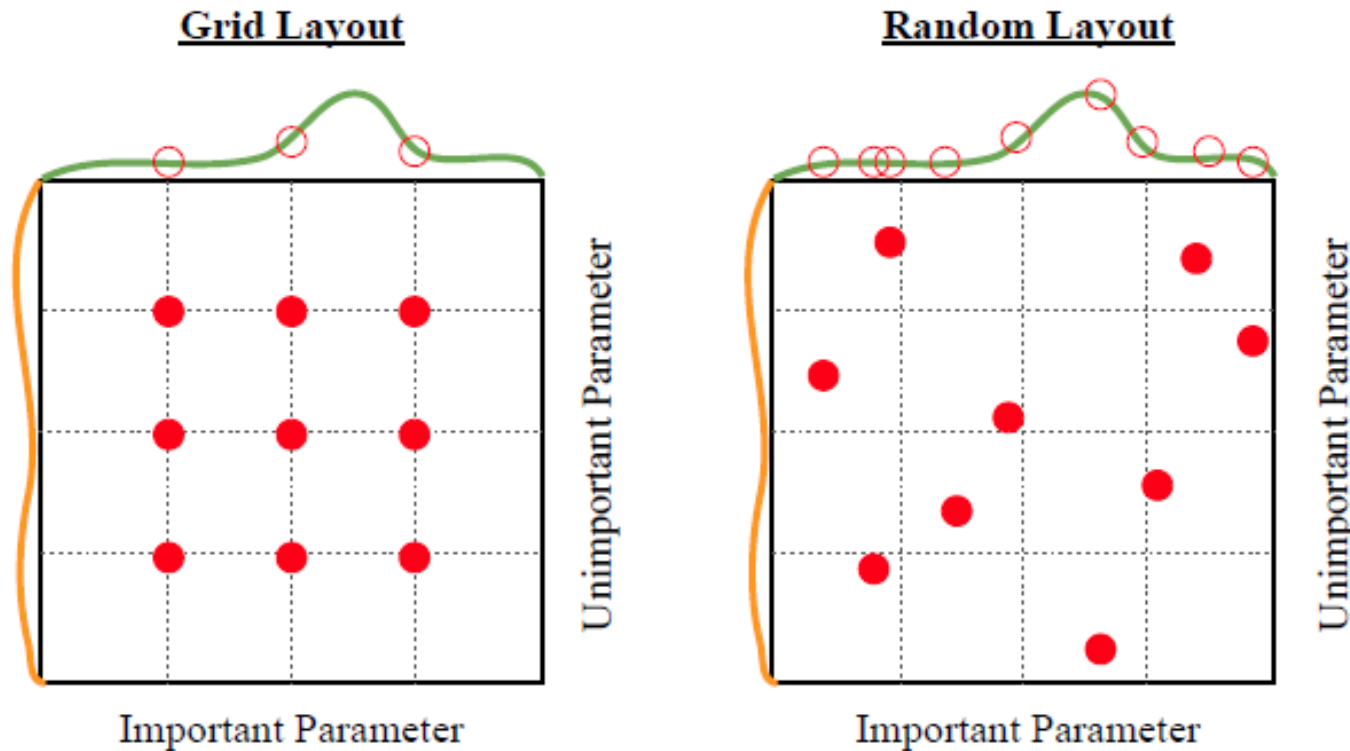 Grid Layout
Random Layout
Unimportant Parameter
Unimportant Parameter
Important Parameter
Important Parameter